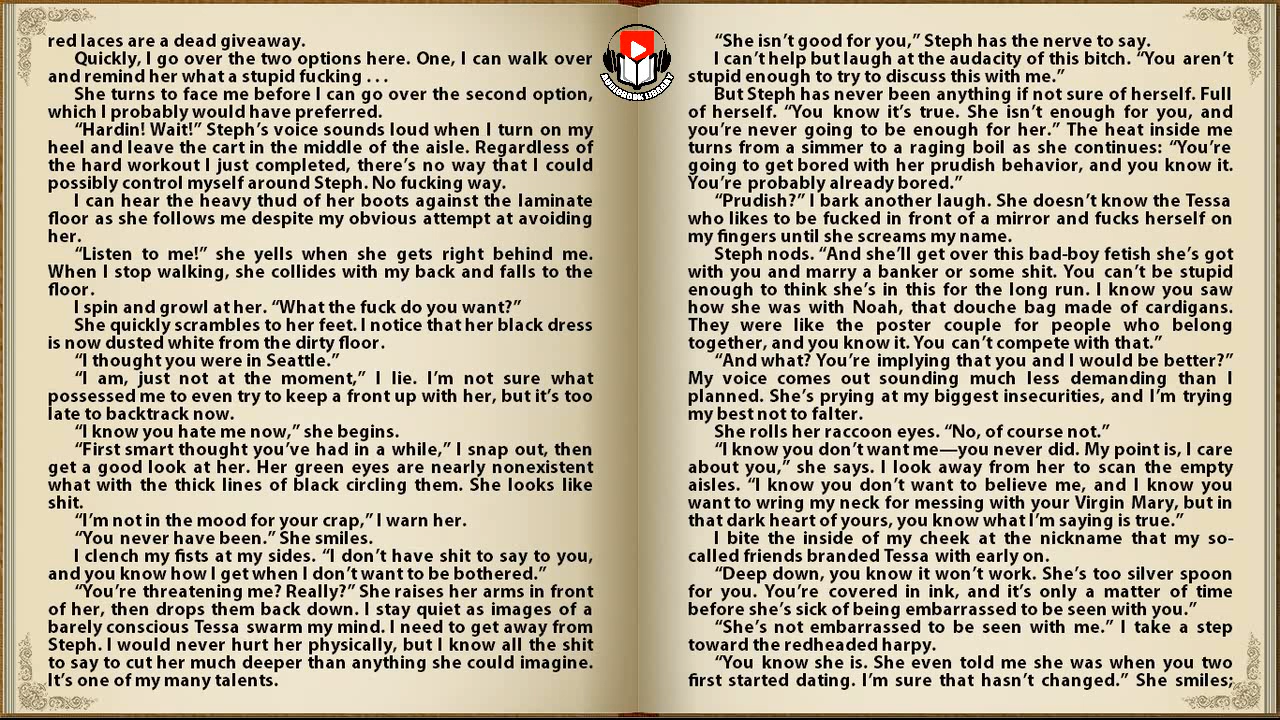 red laces are a dead giveaway.
Quickly, I go over the two options here. One, I can walk over
and remind her what a stupid fucking . . .
She turns to face me before I can go over the second option,
which I probably would have preferred.
“Hardin! Wait!” Steph’s voice sounds loud when I turn on my
heel and leave the cart in the middle of the aisle. Regardless of
the hard workout I just completed, there’s no way that I could
possibly control myself around Steph. No fucking way.
I can hear the heavy thud of her boots against the laminate
floor as she follows me despite my obvious attempt at avoiding
her.
“Listen to me!” she yells when she gets right behind me.
When I stop walking, she collides with my back and falls to the
floor.
I spin and growl at her. “What the fuck do you want?”
She quickly scrambles to her feet. I notice that her black dress
is now dusted white from the dirty floor.
“I thought you were in Seattle.”
“I am, just not at the moment,” I lie. I’m not sure what
possessed me to even try to keep a front up with her, but it’s too
late to backtrack now.
“I know you hate me now,” she begins.
“First smart thought you’ve had in a while,” I snap out, then
get a good look at her. Her green eyes are nearly nonexistent
what with the thick lines of black circling them. She looks like
shit.
“I’m not in the mood for your crap,” I warn her.
“You never have been.” She smiles.
I clench my fists at my sides. “I don’t have shit to say to you,
and you know how I get when I don’t want to be bothered.”
“You’re threatening me? Really?” She raises her arms in front
of her, then drops them back down. I stay quiet as images of a
barely conscious Tessa swarm my mind. I need to get away from
Steph. I would never hurt her physically, but I know all the shit
to say to cut her much deeper than anything she could imagine.
It’s one of my many talents.
AUDIOBOOK LIBRARY
“She isn’t good for you,” Steph has the nerve to say.
I can’t help but laugh at the audacity of this bitch. “You aren’t
stupid enough to try to discuss this with me.”
But Steph has never been anything if not sure of herself. Full
of herself. “You know it’s true. She isn’t enough for you, and
you’re never going to be enough for her.” The heat inside me
turns from a simmer to a raging boil as she continues: “You’re
going to get bored with her prudish behavior, and you know it.
You’re probably already bored.”
“Prudish?” I bark another laugh. She doesn’t know the Tessa
who likes to be fucked in front of a mirror and fucks herself on
my fingers until she screams my name.
Steph nods. “And she’ll get over this bad-boy fetish she’s got
with you and marry a banker or some shit. You can’t be stupid
enough to think she’s in this for the long run. I know you saw
how she was with Noah, that douche bag made of cardigans.
They were like the poster couple for people who belong
together, and you know it. You can’t compete with that.”
“And what? You’re implying that you and I would be better?”
My voice comes out sounding much less demanding than I
planned. She’s prying at my biggest insecurities, and I’m trying
my best not to falter.
She rolls her raccoon eyes. “No, of course not.”
“I know you don’t want me—you never did. My point is, I care
about you,” she says. I look away from her to scan the empty
aisles. “I know you don’t want to believe me, and I know you
want to wring my neck for messing with your Virgin Mary, but in
that dark heart of yours, you know what I’m saying is true.”
I bite the inside of my cheek at the nickname that my so-
called friends branded Tessa with early on.
“Deep down, you know it won’t work. She’s too silver spoon
for you. You’re covered in ink, and it’s only a matter of time
before she’s sick of being embarrassed to be seen with you.”
“She’s not embarrassed to be seen with me.” I take a step
toward the redheaded harpy.
“You know she is. She even told me she was when you two
first started dating. I’m sure that hasn’t changed.” She smiles;